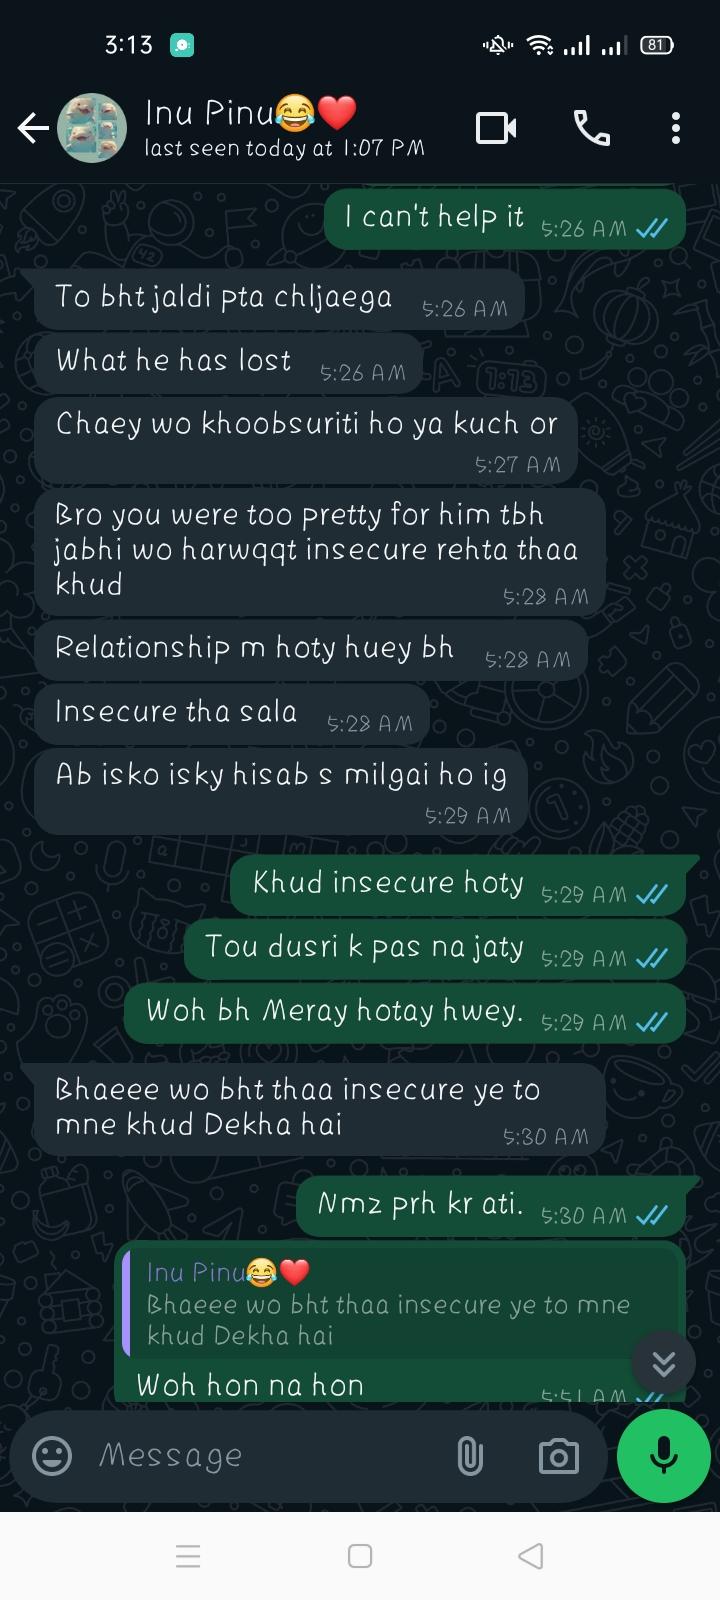 3:13
81
Inu Pinu😂❤️
last seen today at 1:07 PM
I can't help it 5:26 AM
To bht jaldi pta chljaega 5:26 AM
What he has lost 5:26 AM
Chaey wo khoobsuriti ho ya kuch or
5:27 AM
Bro you were too pretty for him tbh
jabhi wo harwqqt insecure rehta thaa
khud 5:28 AM
Relationship m hoty huey bh 5:28 AM
Insecure tha sala 5:28 AM
Ab isko isky hisab s milgai ho ig
5:29 AM
Khud insecure hoty 5:29 AM
Tou dusri k pas na jaty 5:29 AM
Woh bh Meray hotay hwey. 5:29 AM
Bhaeee wo bht thaa insecure ye to
mne khud Dekha hai 5:30 AM
Nmz prh kr ati. 5:30 AM
Inu Pinu😂❤️
Bhaeee wo bht thaa insecure ye to mne
khud Dekha hai
Woh hon na hon 5:51 AM
Message